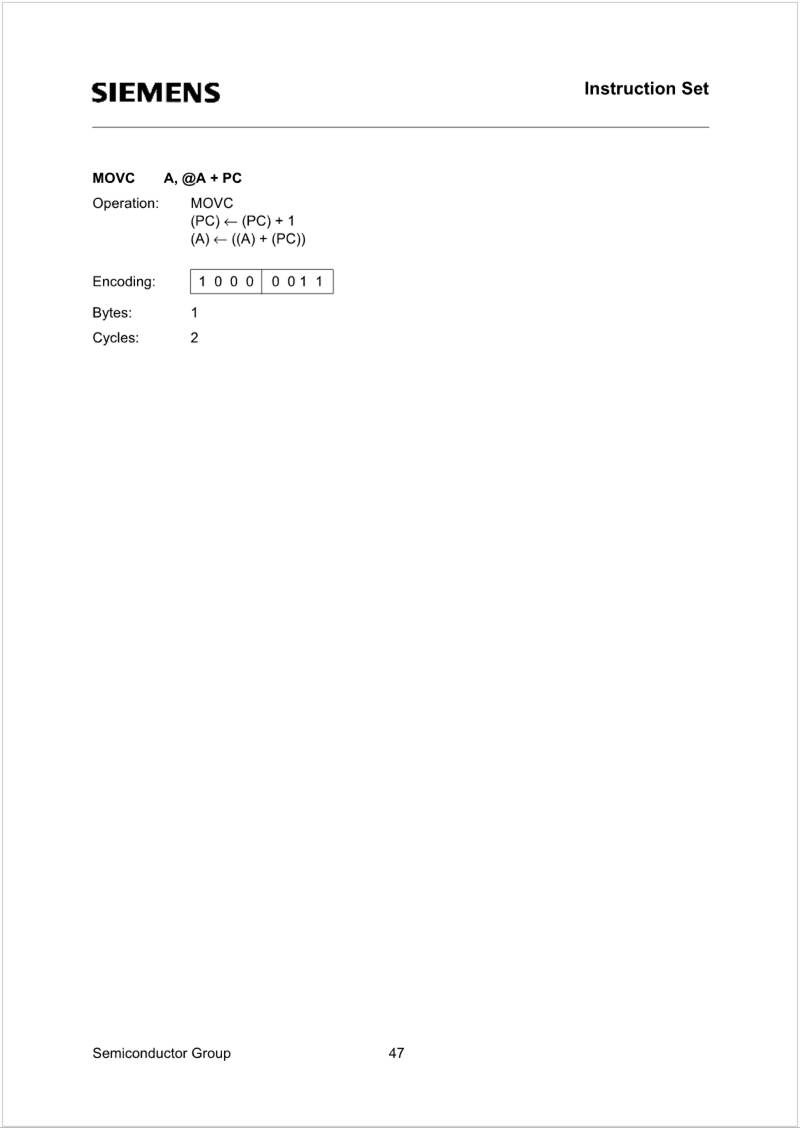 SIEMENS
Instruction Set
MOVC A, @A + PC
Operation: MOVC
(PC) ← (PC) + 1
(A) ← ((A) + (PC))
Encoding: 1 0 0 0 0 0 1 1
Bytes: 1
Cycles: 2
Semiconductor Group 47